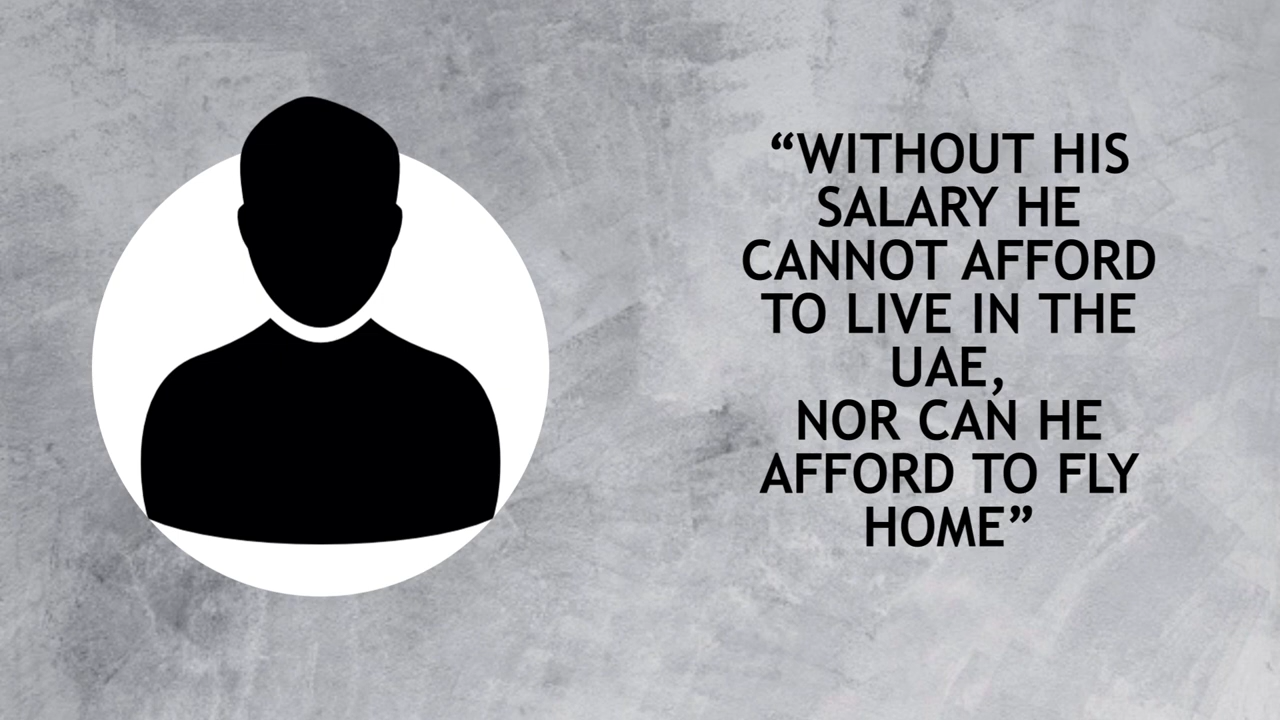 “WITHOUT HIS
SALARY HE
CANNOT AFFORD
TO LIVE IN THE
UAE,
NOR CAN HE
AFFORD TO FLY
HOME”